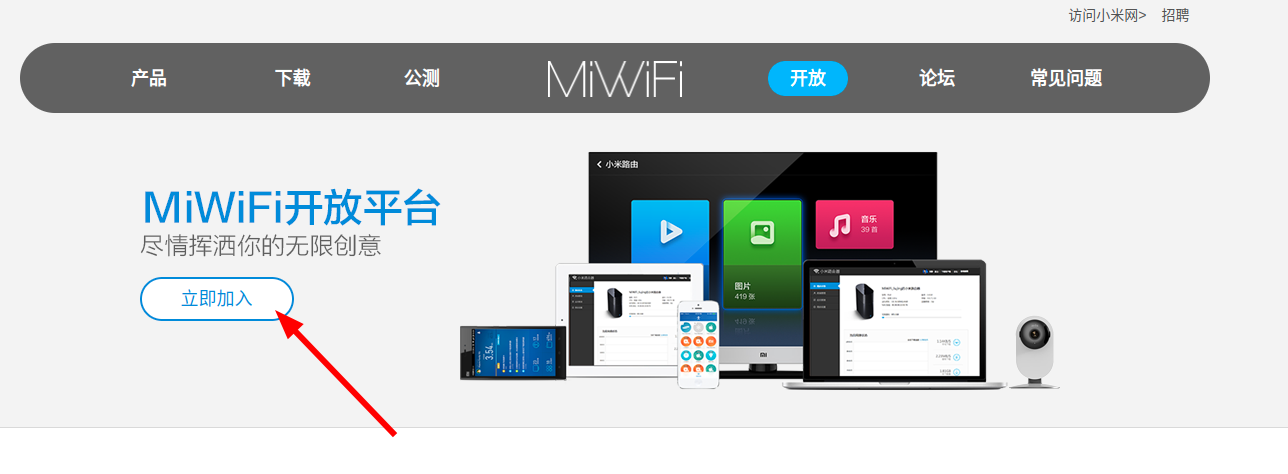 访问小米网> 招聘
产品 下载 公测 MiWiFi 开放 论坛 常见问题
MiWiFi开放平台
尽情挥洒你的无限创意
立即加入
小米路由
音乐
39 首
图片
419 张